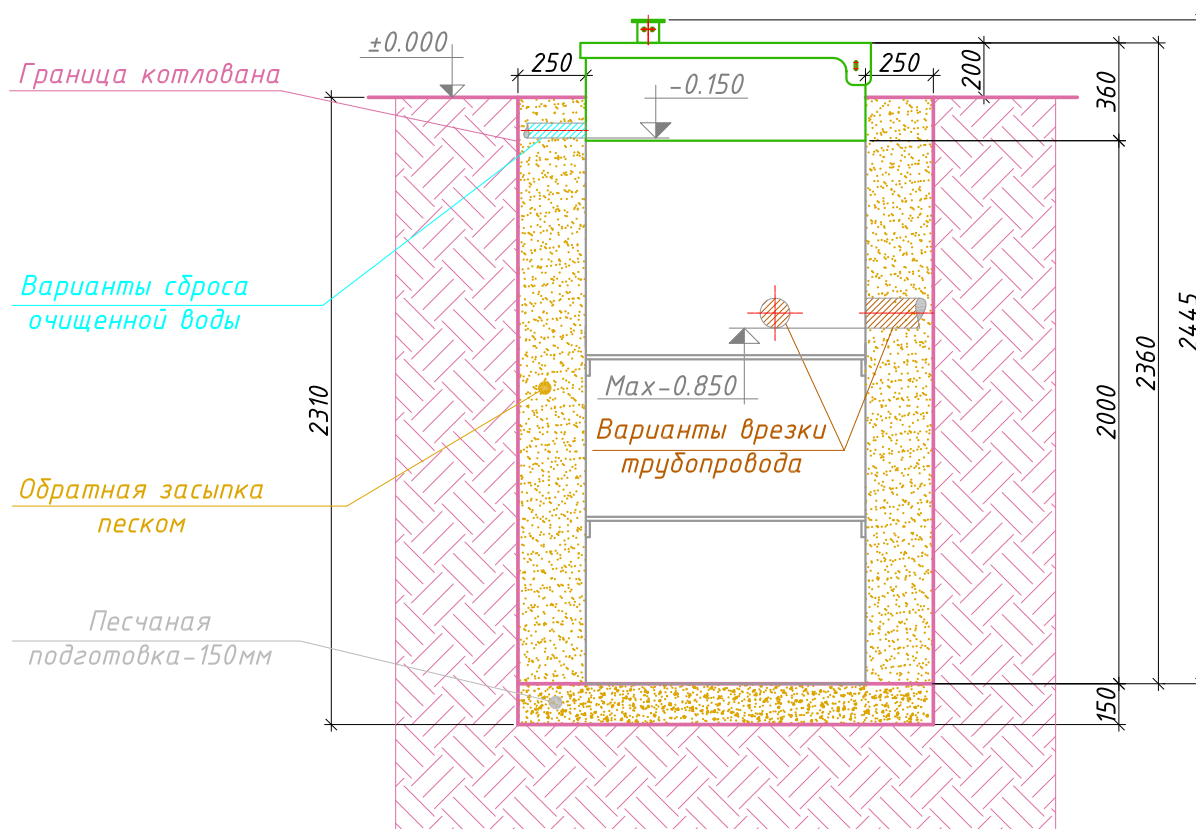 ±0.000
Граница котлована
250
-0.150
250
200
360
Варианты сброса
очищенной воды
2445
2360
Max-0.850
2310
2000
Варианты врезки
трубопровода
Обратная засыпка
песком
Песчаная
подготовка-150мм
150